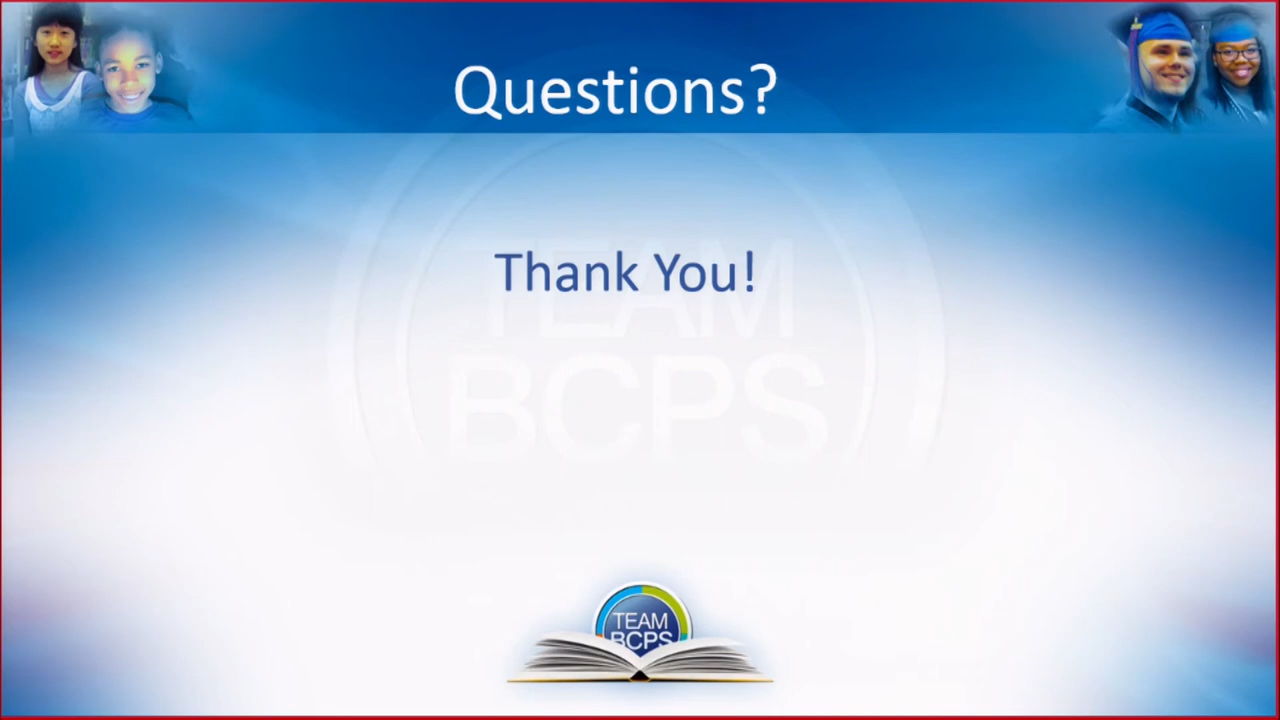 Questions?
Thank You!
TEAM
BCPS
TEAM
BCPS